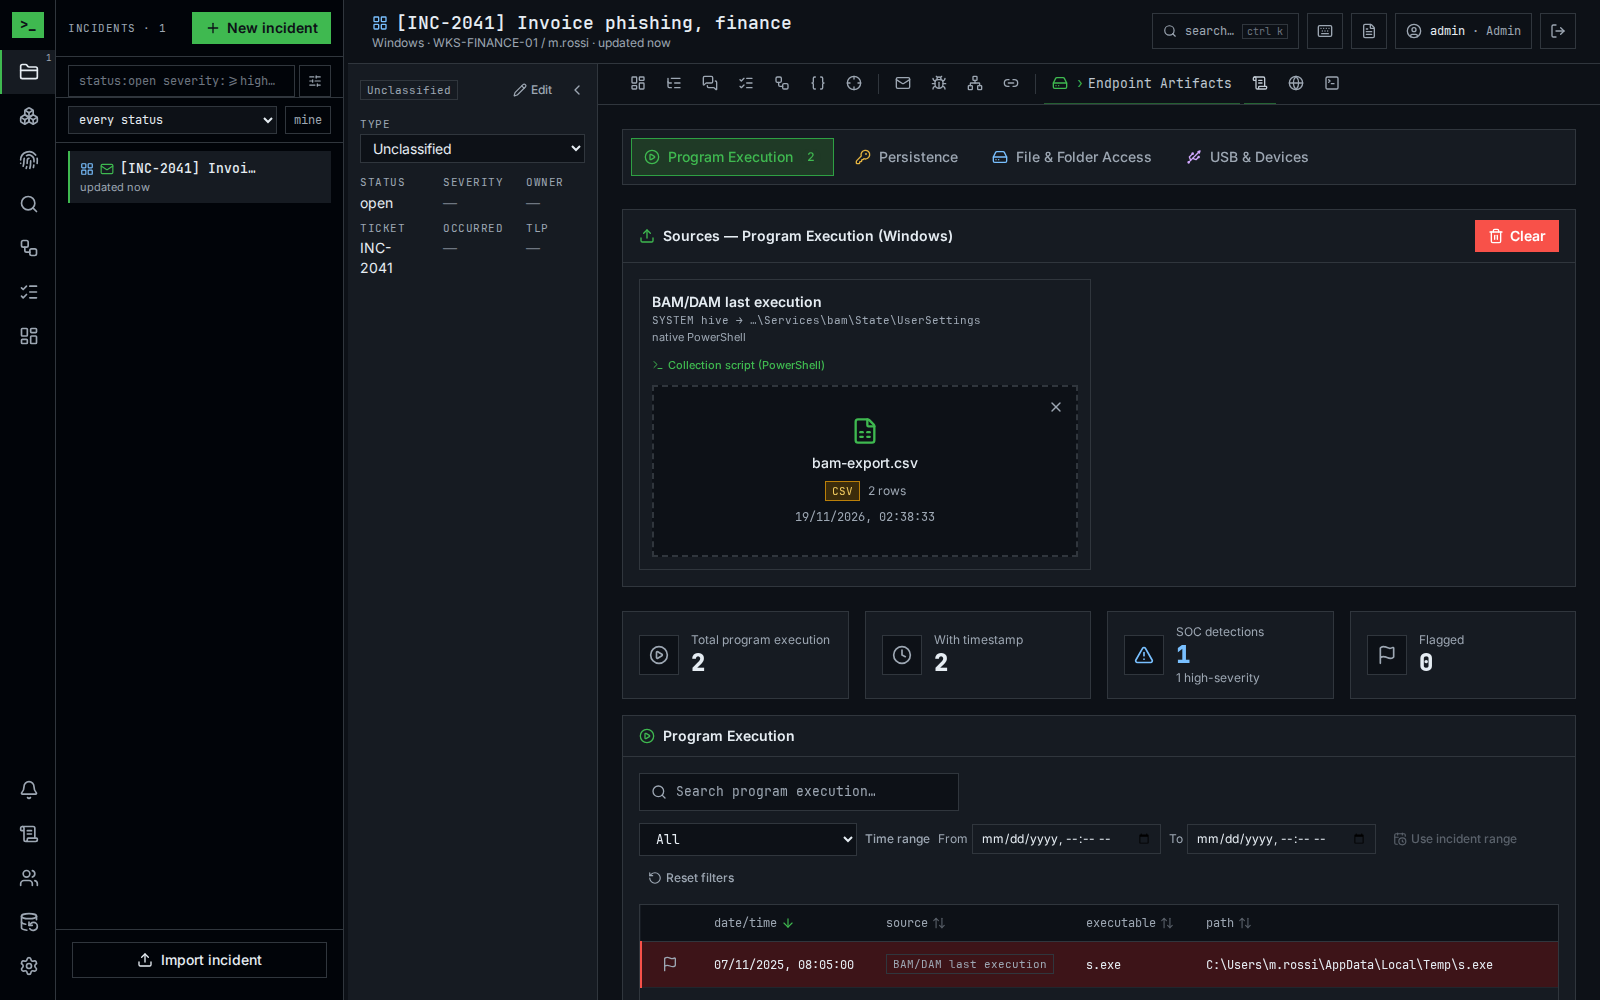 >_
INCIDENTS · 1
+ New incident
[INC-2041] Invoice phishing, finance
Windows · WKS-FINANCE-01 / m.rossi · updated now
search… ctrl k
admin · Admin
1
status:open severity:>high…
every status
mine
[INC-2041] Invoi…
updated now
Import incident
Unclassified
Edit
TYPE
Unclassified
STATUS SEVERITY OWNER
open — —
TICKET OCCURRED TLP
INC-2041 — —
› Endpoint Artifacts
Program Execution 2
Persistence
File & Folder Access
USB & Devices
Sources — Program Execution (Windows)
Clear
BAM/DAM last execution
SYSTEM hive → …\Services\bam\State\UserSettings
native PowerShell
Collection script (PowerShell)
bam-export.csv
CSV 2 rows
19/11/2026, 02:38:33
Total program execution
2
With timestamp
2
SOC detections
1
1 high-severity
Flagged
0
Program Execution
Search program execution…
All
Time range From mm/dd/yyyy, --:-- -- To mm/dd/yyyy, --:-- -- Use incident range
Reset filters
date/time source executable path
07/11/2025, 08:05:00 BAM/DAM last execution s.exe C:\Users\m.rossi\AppData\Local\Temp\s.exe